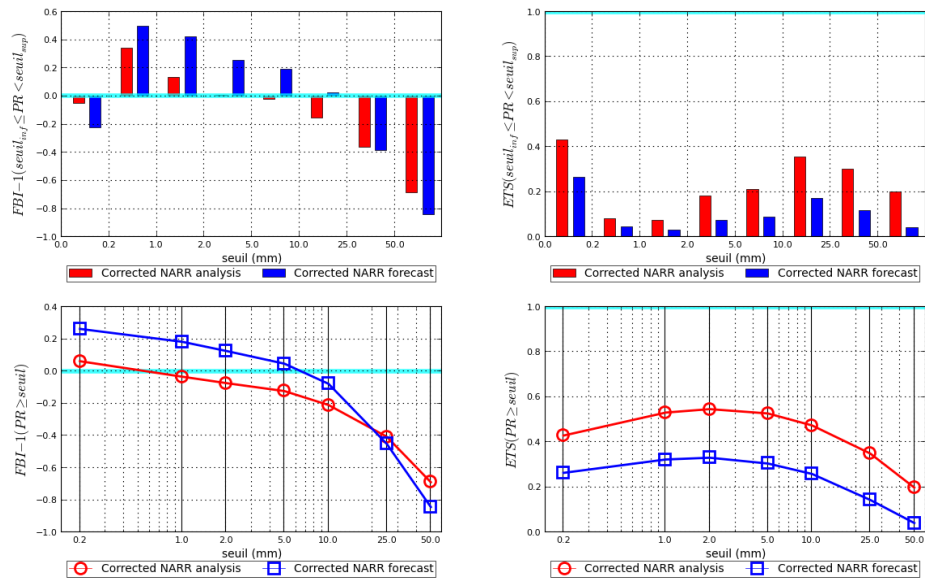 0.6
0.4
0.2
0.0
−0.2
−0.4
−0.6
−0.8
−1.0
FBI−1(seuil_inf ≤ PR < seuil_sup)
0.0 0.2 1.0 2.0 5.0 10.0 25.0 50.0
seuil (mm)
Corrected NARR analysis Corrected NARR forecast
1.0
0.8
0.6
0.4
0.2
0.0
ETS(seuil_inf ≤ PR < seuil_sup)
0.0 0.2 1.0 2.0 5.0 10.0 25.0 50.0
seuil (mm)
Corrected NARR analysis Corrected NARR forecast
0.4
0.2
0.0
−0.2
−0.4
−0.6
−0.8
−1.0
FBI−1(PR ≥ seuil)
0.2 1.0 2.0 5.0 10.0 25.0 50.0
seuil (mm)
Corrected NARR analysis Corrected NARR forecast
1.0
0.8
0.6
0.4
0.2
0.0
ETS(PR ≥ seuil)
0.2 1.0 2.0 5.0 10.0 25.0 50.0
seuil (mm)
Corrected NARR analysis Corrected NARR forecast